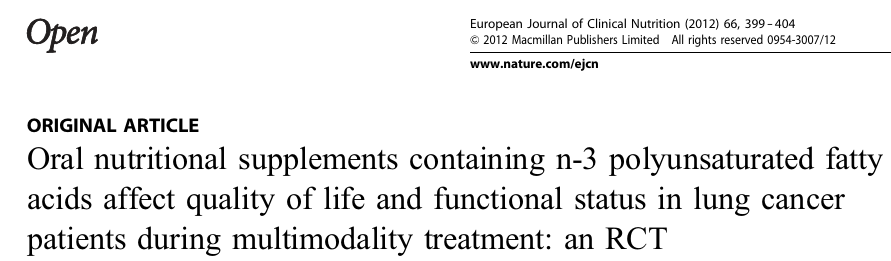 Open
European Journal of Clinical Nutrition (2012) 66, 399–404
© 2012 Macmillan Publishers Limited All rights reserved 0954-3007/12
www.nature.com/ejcn
ORIGINAL ARTICLE
Oral nutritional supplements containing n-3 polyunsaturated fatty
acids affect quality of life and functional status in lung cancer
patients during multimodality treatment: an RCT